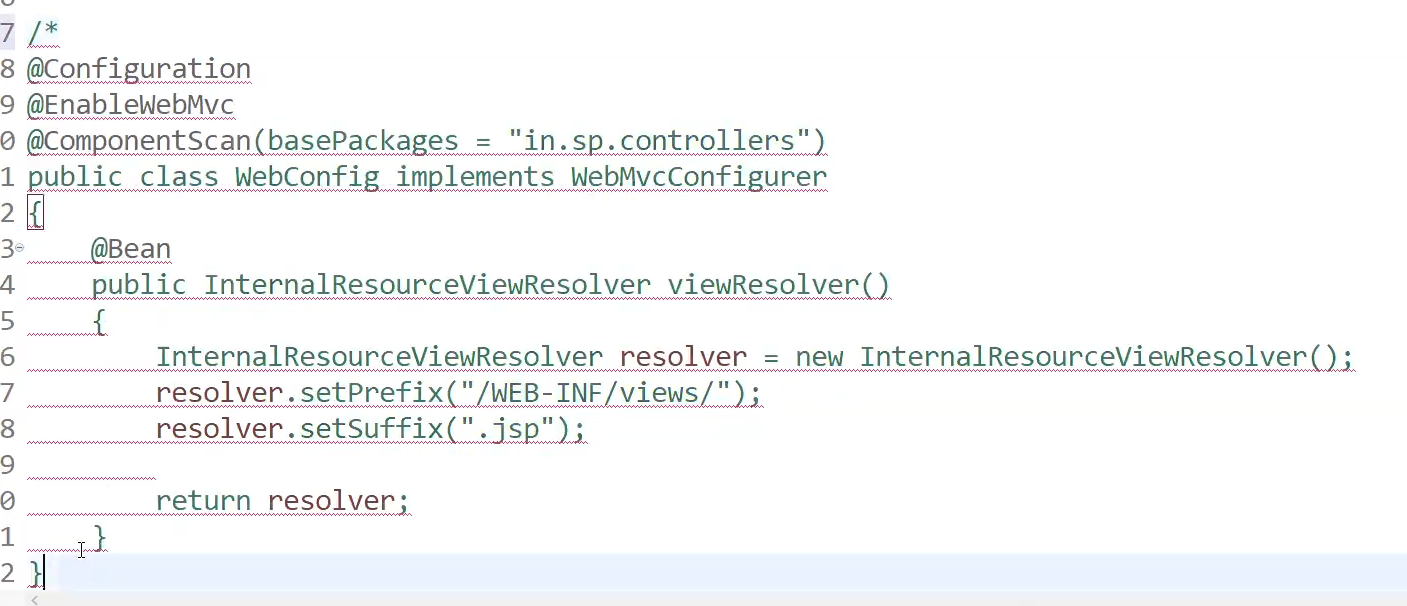 7 /*
8 @Configuration
9 @EnableWebMvc
0 @ComponentScan(basePackages = "in.sp.controllers")
1 public class WebConfig implements WebMvcConfigurer
2 {
3 @Bean
4 public InternalResourceViewResolver viewResolver()
5 {
6 InternalResourceViewResolver resolver = new InternalResourceViewResolver();
7 resolver.setPrefix("/WEB-INF/views/");
8 resolver.setSuffix(".jsp");
9
0 return resolver;
1 }
2 }